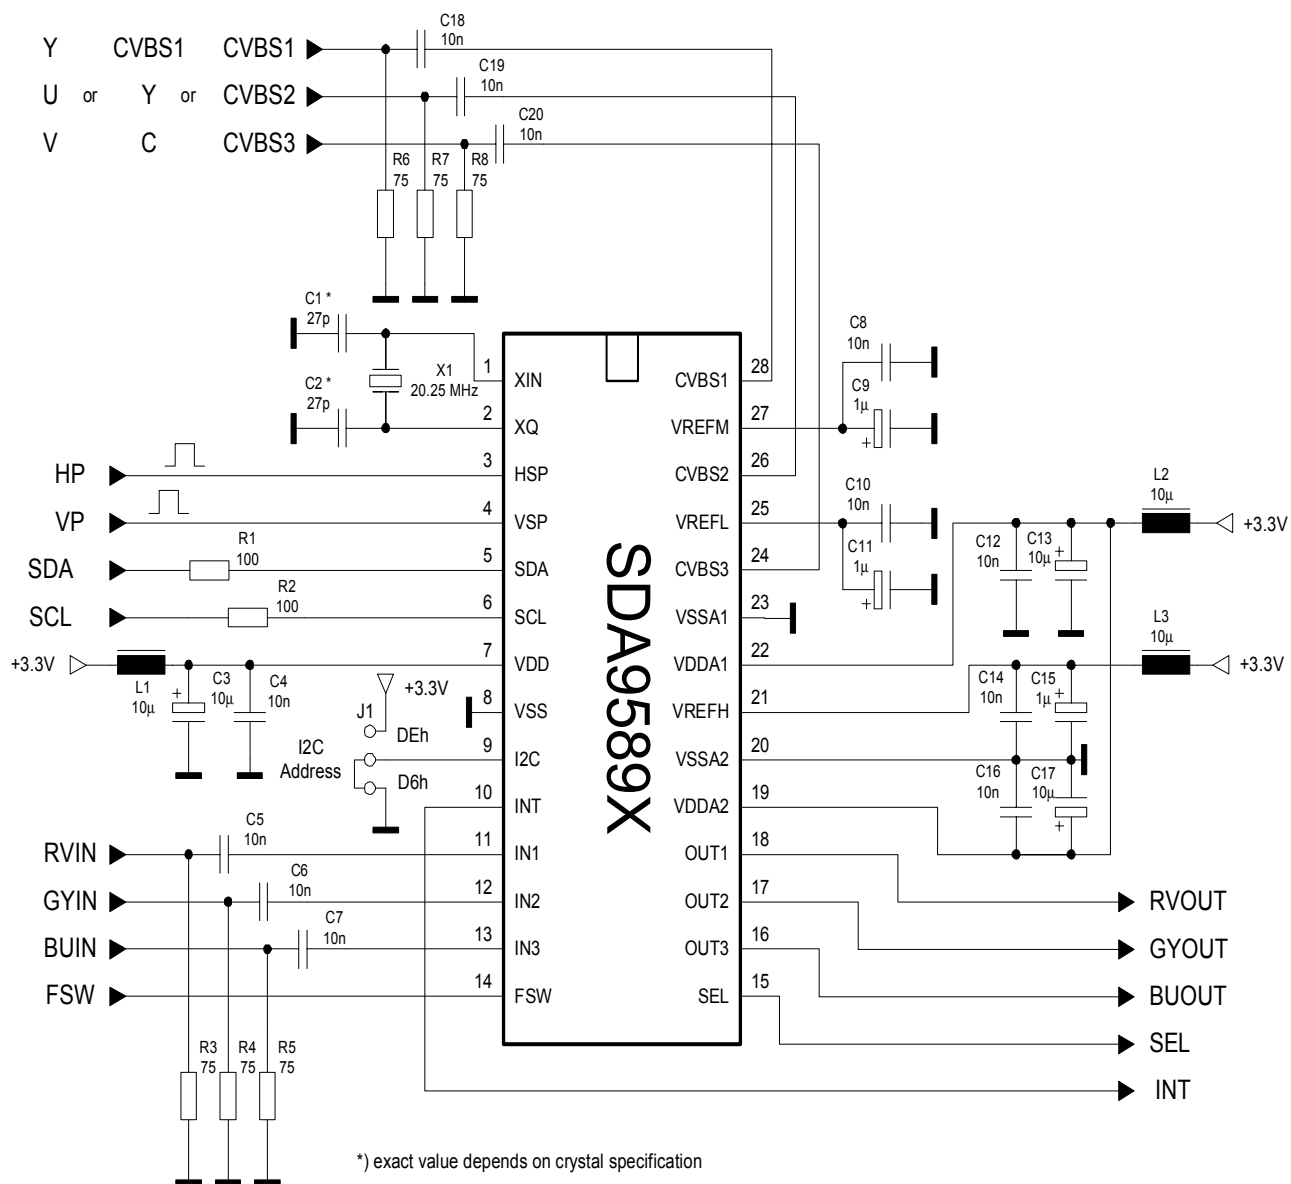 Y CVBS1 CVBS1
U or Y or CVBS2
V C CVBS3
C18
10n
C19
10n
C20
10n
R6
75
R7
75
R8
75
C1 *
27p
C2 *
27p
X1
20.25 MHz
HP
VP
SDA
R1
100
SCL
R2
100
+3.3V
L1
10µ
C3
10µ
C4
10n
+3.3V
J1
DEh
I2C
Address
D6h
RVIN
C5
10n
GYIN
C6
10n
BUIN
C7
10n
FSW
R3
75
R4
75
R5
75
1 XIN
2 XQ
3 HSP
4 VSP
5 SDA
6 SCL
7 VDD
8 VSS
9 I2C
10 INT
11 IN1
12 IN2
13 IN3
14 FSW
SDA9589X
CVBS1 28
VREFM 27
CVBS2 26
VREFL 25
CVBS3 24
VSSA1 23
VDDA1 22
VREFH 21
VSSA2 20
VDDA2 19
OUT1 18
OUT2 17
OUT3 16
SEL 15
C8
10n
C9
1µ
+
C10
10n
C11
1µ
+
L2
10µ
+3.3V
C12
10n
C13
10µ
+
L3
10µ
+3.3V
C14
10n
C15
1µ
+
C16
10n
C17
10µ
+
RVOUT
GYOUT
BUOUT
SEL
INT
*) exact value depends on crystal specification